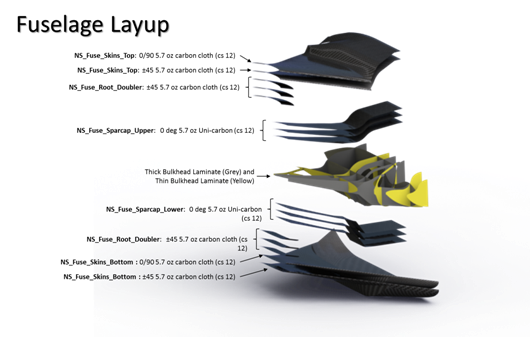 Fuselage Layup
NS_Fuse_Skins_Top: 0/90 5.7 oz carbon cloth (cs 12)
NS_Fuse_Skins_Top: ±45 5.7 oz carbon cloth (cs 12)
NS_Fuse_Root_Doubler: ±45 5.7 oz carbon cloth (cs 12)
NS_Fuse_Sparcap_Upper: 0 deg 5.7 oz Uni-carbon (cs 12)
Thick Bulkhead Laminate (Grey) and
Thin Bulkhead Laminate (Yellow)
NS_Fuse_Sparcap_Lower: 0 deg 5.7 oz Uni-carbon
(cs 12)
NS_Fuse_Root_Doubler: ±45 5.7 oz carbon cloth (cs
12)
NS_Fuse_Skins_Bottom : 0/90 5.7 oz carbon cloth (cs 12)
NS_Fuse_Skins_Bottom : ±45 5.7 oz carbon cloth (cs 12)